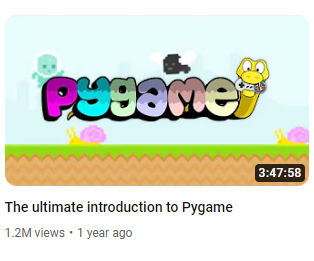 pygame
3:47:58
The ultimate introduction to Pygame
1.2M views • 1 year ago